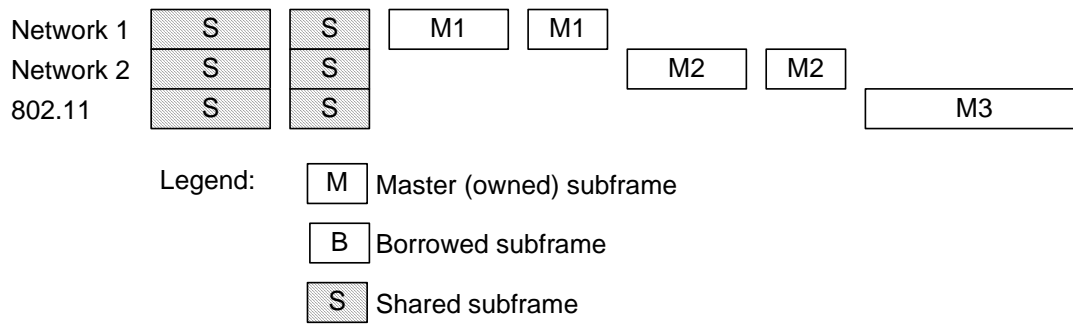 Network 1 S S M1 M1
Network 2 S S M2 M2
802.11 S S M3
Legend: M Master (owned) subframe
B Borrowed subframe
S Shared subframe